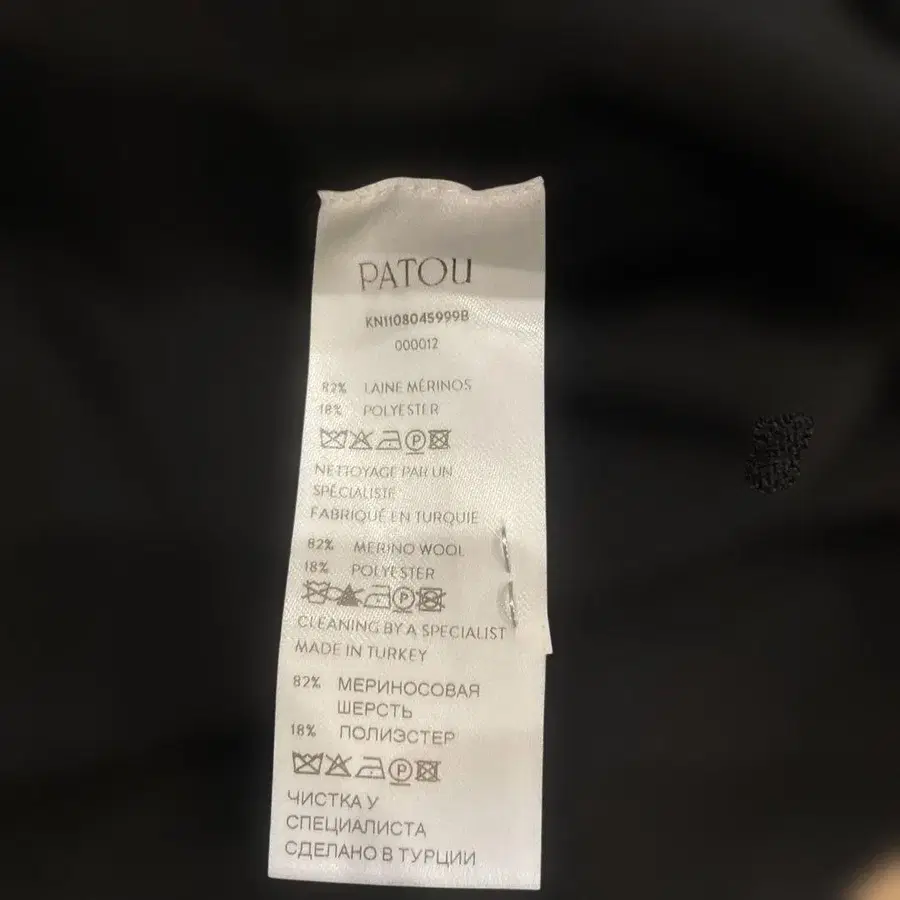 PATOU
KN1108045999B
000012
82% LAINE MÉRINOS
18% POLYESTER
NETTOYAGE PAR UN
SPÉCIALISTE
FABRIQUÉ EN TURQUIE
82% MERINO WOOL
18% POLYESTER
CLEANING BY A SPECIALIST
MADE IN TURKEY
82% МЕРИНОСОВАЯ
ШЕРСТЬ
18% ПОЛИЭСТЕР
ЧИСТКА У
СПЕЦИАЛИСТА
СДЕЛАНО В ТУРЦИИ